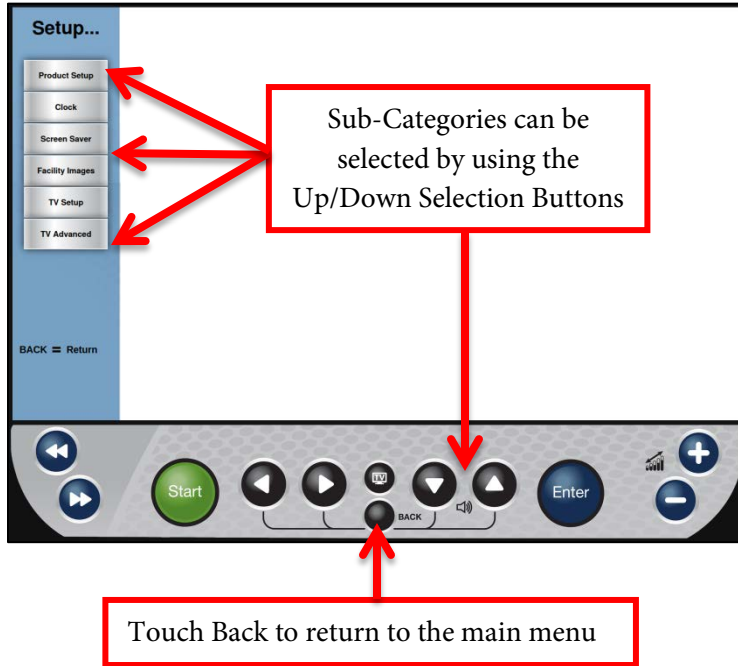 Setup...
Product Setup
Clock
Screen Saver
Facility Images
TV Setup
TV Advanced
BACK = Return
Sub-Categories can be
selected by using the
Up/Down Selection Buttons
Start
TV
BACK
Enter
Touch Back to return to the main menu